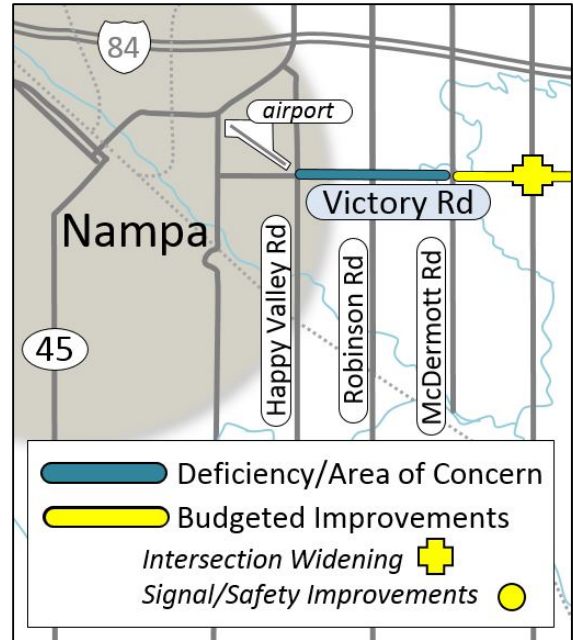 84
airport
Victory Rd
Nampa
Happy Valley Rd
Robinson Rd
McDermott Rd
45
Deficiency/Area of Concern
Budgeted Improvements
Intersection Widening
Signal/Safety Improvements